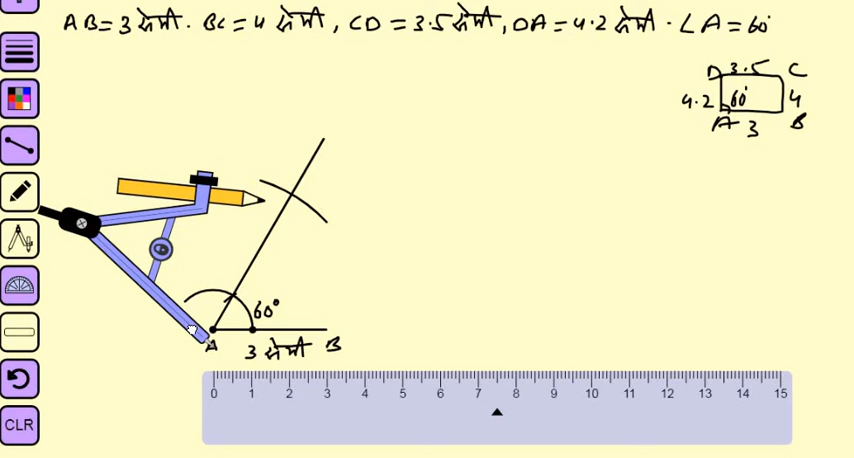 AB=3 सेमी. BC=4 सेमी, CD=3.5 सेमी, DA=4.2 सेमी. ∠A=60°
D 3.5 C
4.2 60° 4
A 3 B
60°
A 3 सेमी B
0 1 2 3 4 5 6 7 8 9 10 11 12 13 14 15
CLR